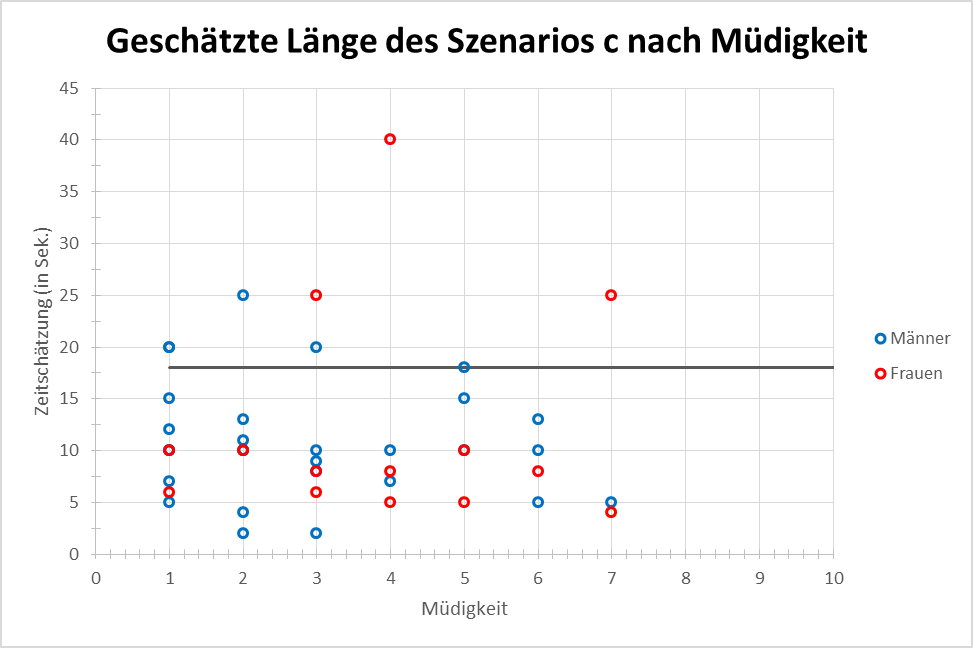 Geschätzte Länge des Szenarios c nach Müdigkeit
45
40
35
30
25
20
15
10
5
0
Zeitschätzung (in Sek.)
0 1 2 3 4 5 6 7 8 9 10
Müdigkeit
Männer
Frauen